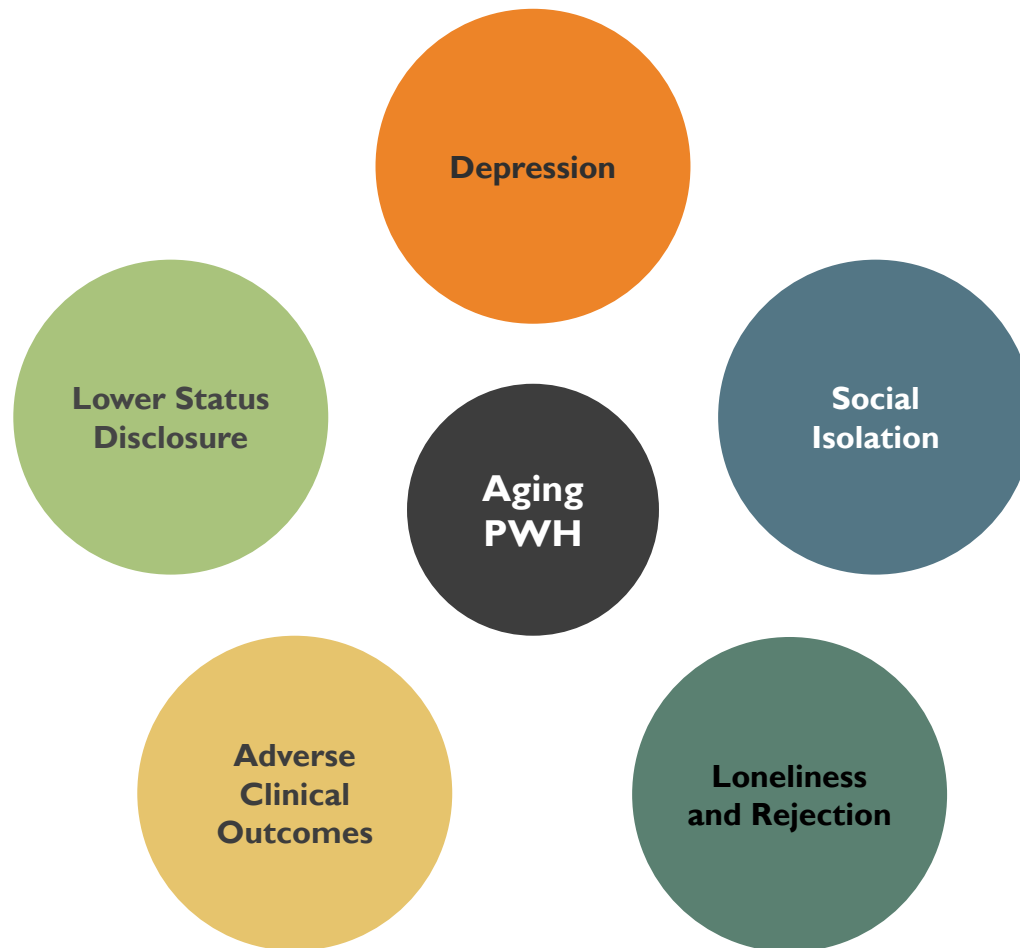 Depression
Lower Status
Disclosure
Social
Isolation
Aging
PWH
Adverse
Clinical
Outcomes
Loneliness
and Rejection